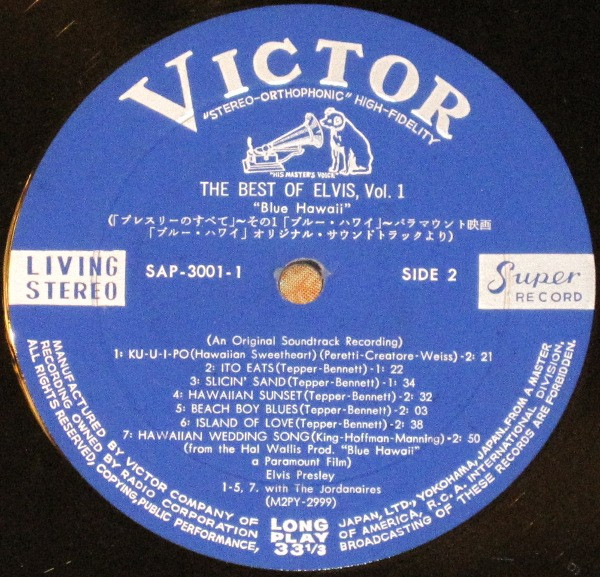 VICTOR
"STEREO-ORTHOPHONIC" HIGH-FIDELITY
"HIS MASTER'S VOICE"
THE BEST OF ELVIS, Vol. 1
"Blue Hawaii"
(「プレスリーのすべて」～その1「ブルー・ハワイ」～パラマウント映画
「ブルー・ハワイ」オリジナル・サウンドトラックより)
LIVING
STEREO
SAP-3001-1
SIDE 2
Super
RECORD
(An Original Soundtrack Recording)
1: KU-U-I-PO(Hawaiian Sweetheart)(Peretti-Creatore-Weiss)-2: 21
2: ITO EATS(Tepper-Bennett)-1: 22
3: SLICIN' SAND(Tepper-Bennett)-1: 34
4: HAWAIIAN SUNSET(Tepper-Bennett)-2: 32
5: BEACH BOY BLUES(Tepper-Bennett)-2: 03
6: ISLAND OF LOVE(Tepper-Bennett)-2: 38
7: HAWAIIAN WEDDING SONG(King-Hoffman-Manning)-2: 50
(from the Hal Wallis Prod. "Blue Hawaii"
a Paramount Film)
Elvis Presley
1-5, 7. with The Jordanaires
(M2PY-2999)
LONG
PLAY
33 1/3
MANUFACTURED BY VICTOR COMPANY OF JAPAN, LTD., YOKOHAMA, JAPAN. FROM A MASTER
RECORDING OWNED BY RADIO CORPORATION OF AMERICA, R.C.A. INTERNATIONAL DIVISION,
ALL RIGHTS RESERVED, COPYING, PUBLIC PERFORMANCE, BROADCASTING OF THESE RECORDS ARE FORBIDDEN.